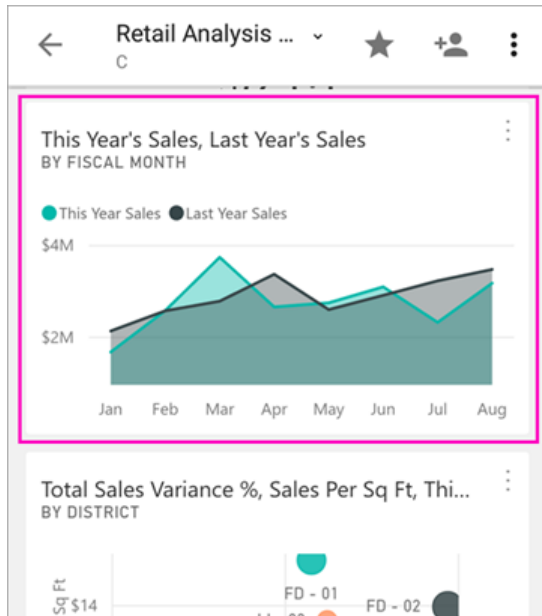 Retail Analysis ...
C
This Year's Sales, Last Year's Sales
BY FISCAL MONTH
This Year Sales Last Year Sales
$4M
$2M
Jan Feb Mar Apr May Jun Jul Aug
Total Sales Variance %, Sales Per Sq Ft, Thi...
BY DISTRICT
Sq Ft
$14
FD - 01
FD - 02